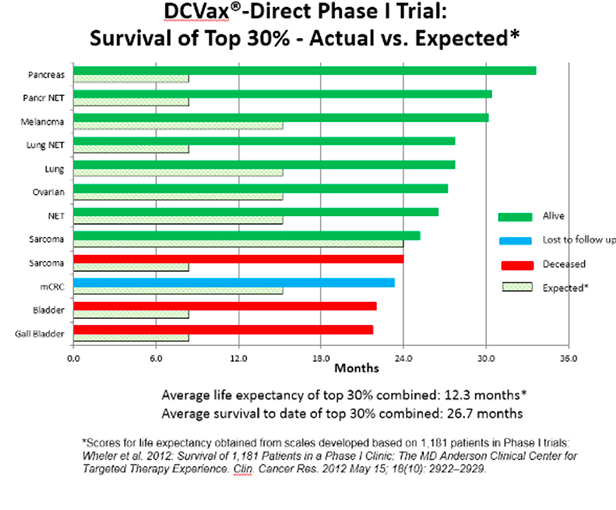 DCVax®-Direct Phase I Trial:
Survival of Top 30% - Actual vs. Expected*
Pancreas
Pancr NET
Melanoma
Lung NET
Lung
Ovarian
NET
Sarcoma
Sarcoma
mCRC
Bladder
Gall Bladder
Alive
Lost to follow up
Deceased
Expected*
0.0 6.0 12.0 18.0 24.0 30.0 36.0
Months
Average life expectancy of top 30% combined: 12.3 months*
Average survival to date of top 30% combined: 26.7 months
*Scores for life expectancy obtained from scales developed based on 1,181 patients in Phase I trials:
Wheler et al. 2012: Survival of 1,181 Patients in a Phase I Clinic: The MD Anderson Clinical Center for
Targeted Therapy Experience. Clin. Cancer Res. 2012 May 15; 18(10): 2922–2929.